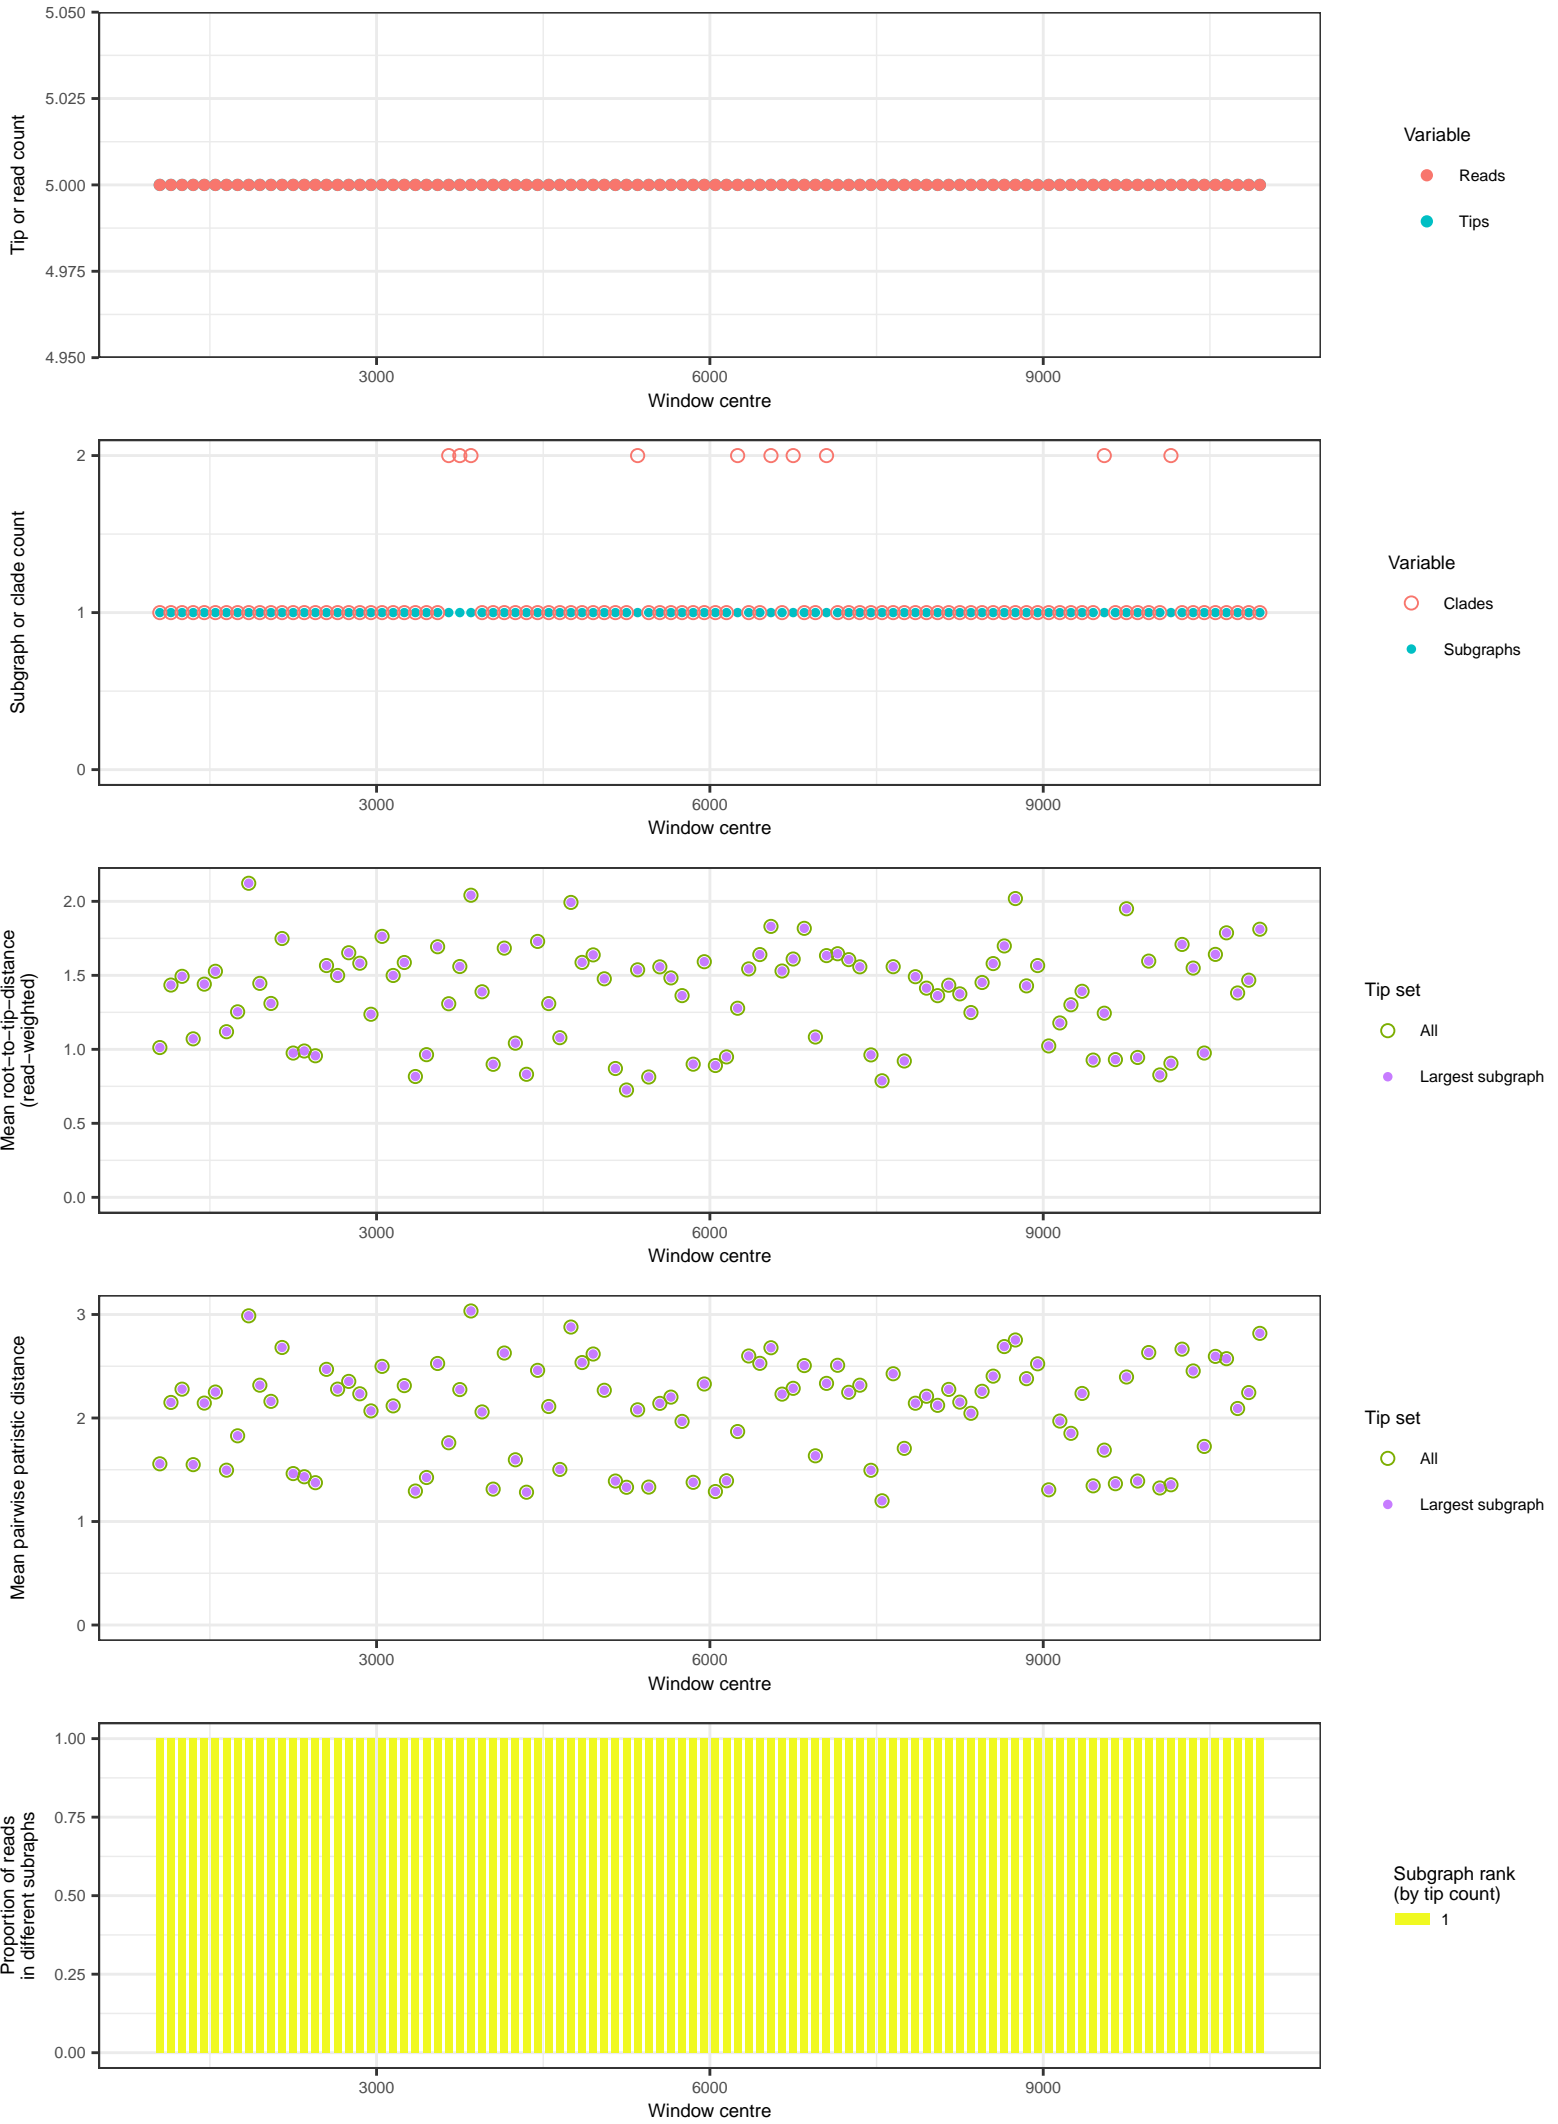 5.050
5.025
5.000
4.975
4.950
Tip or read count
3000
6000
9000
Window centre
Variable
Reads
Tips
2
1
0
Subgraph or clade count
3000
6000
9000
Window centre
Variable
Clades
Subgraphs
2.0
1.5
1.0
0.5
0.0
Mean root−to−tip−distance
(read−weighted)
3000
6000
9000
Window centre
Tip set
All
Largest subgraph
3
2
1
0
Mean pairwise patristic distance
3000
6000
9000
Window centre
Tip set
All
Largest subgraph
1.00
0.75
0.50
0.25
0.00
Proportion of reads
in different subraphs
3000
6000
9000
Window centre
Subgraph rank
(by tip count)
1